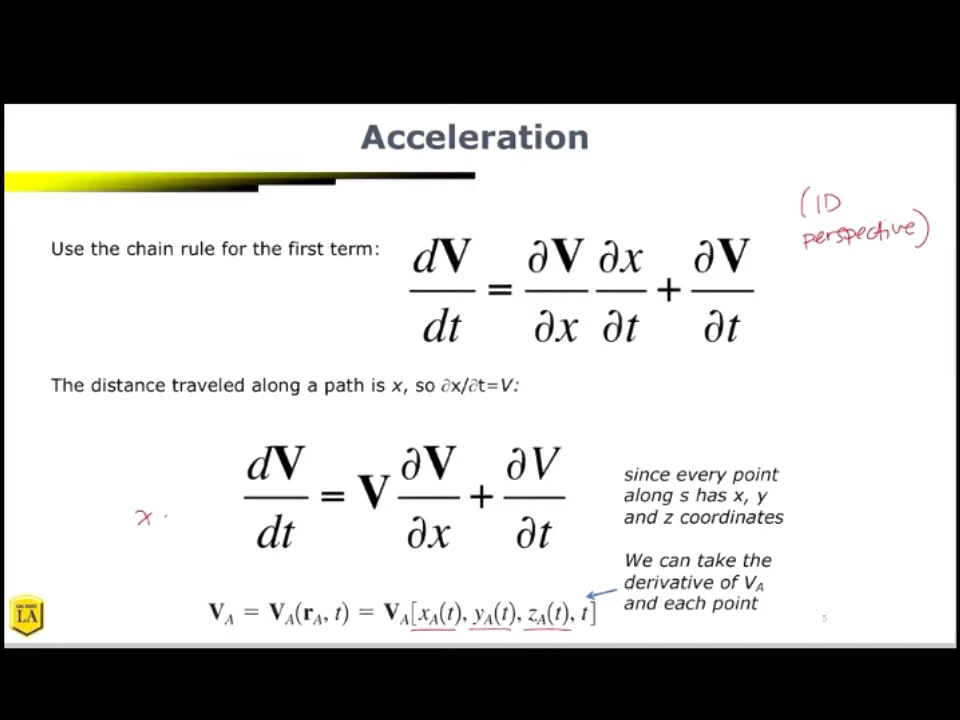 Acceleration
(1D
perspective)
Use the chain rule for the first term:
d𝐕/dt = ∂𝐕/∂x ∂x/∂t + ∂𝐕/∂t
The distance traveled along a path is x, so ∂x/∂t=V:
d𝐕/dt = 𝐕 ∂𝐕/∂x + ∂V/∂t
since every point
along s has x, y
and z coordinates
x
We can take the
derivative of V_A
and each point
𝐕_A = 𝐕_A(𝐫_A, t) = 𝐕_A[x_A(t), y_A(t), z_A(t), t]
LA
5